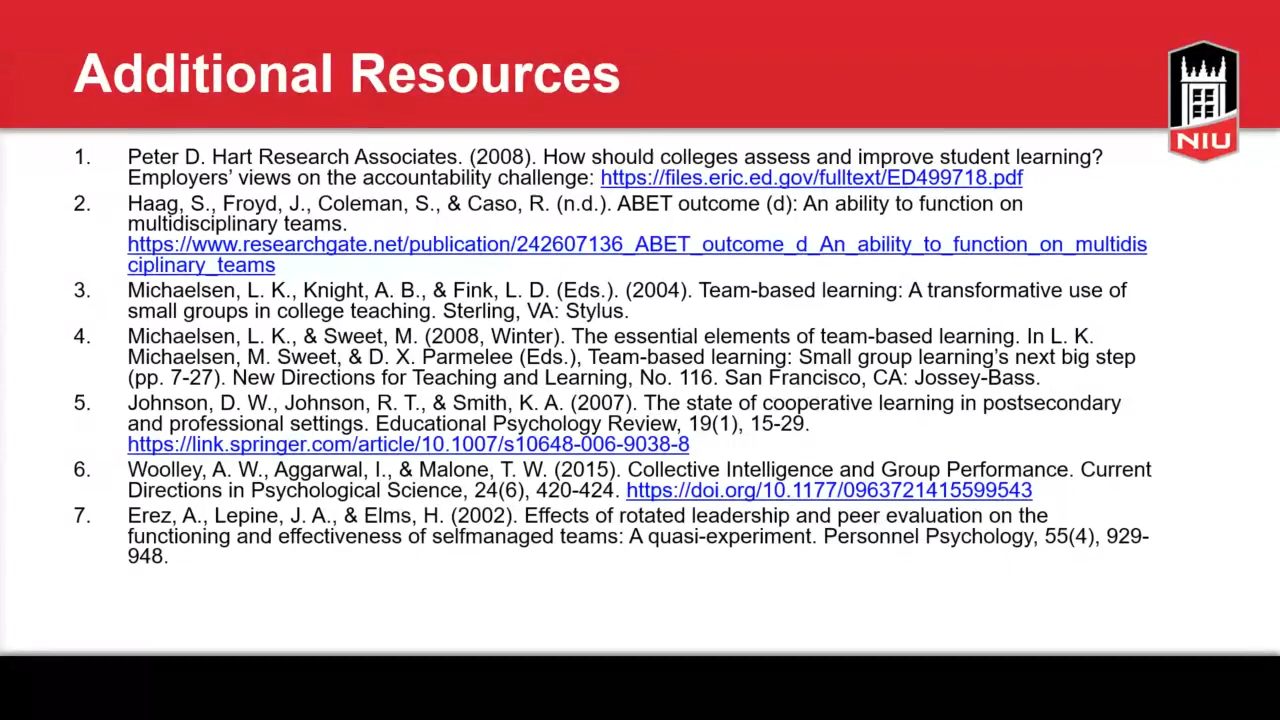 Additional Resources
NIU
1. Peter D. Hart Research Associates. (2008). How should colleges assess and improve student learning?
Employers’ views on the accountability challenge: https://files.eric.ed.gov/fulltext/ED499718.pdf
2. Haag, S., Froyd, J., Coleman, S., & Caso, R. (n.d.). ABET outcome (d): An ability to function on
multidisciplinary teams.
https://www.researchgate.net/publication/242607136_ABET_outcome_d_An_ability_to_function_on_multidis
ciplinary_teams
3. Michaelsen, L. K., Knight, A. B., & Fink, L. D. (Eds.). (2004). Team-based learning: A transformative use of
small groups in college teaching. Sterling, VA: Stylus.
4. Michaelsen, L. K., & Sweet, M. (2008, Winter). The essential elements of team-based learning. In L. K.
Michaelsen, M. Sweet, & D. X. Parmelee (Eds.), Team-based learning: Small group learning’s next big step
(pp. 7-27). New Directions for Teaching and Learning, No. 116. San Francisco, CA: Jossey-Bass.
5. Johnson, D. W., Johnson, R. T., & Smith, K. A. (2007). The state of cooperative learning in postsecondary
and professional settings. Educational Psychology Review, 19(1), 15-29.
https://link.springer.com/article/10.1007/s10648-006-9038-8
6. Woolley, A. W., Aggarwal, I., & Malone, T. W. (2015). Collective Intelligence and Group Performance. Current
Directions in Psychological Science, 24(6), 420-424. https://doi.org/10.1177/0963721415599543
7. Erez, A., Lepine, J. A., & Elms, H. (2002). Effects of rotated leadership and peer evaluation on the
functioning and effectiveness of selfmanaged teams: A quasi-experiment. Personnel Psychology, 55(4), 929-
948.